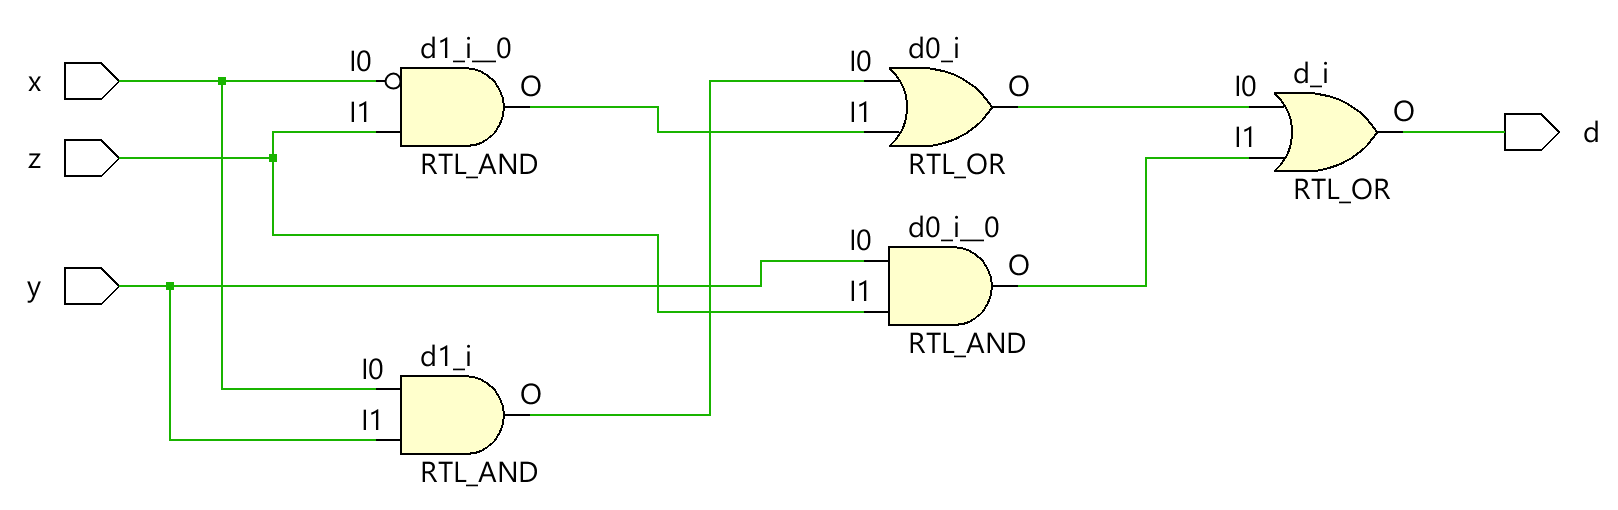 x
z
y
d1_i__0
I0
I1
O
RTL_AND
d1_i
I0
I1
O
RTL_AND
d0_i
I0
I1
O
RTL_OR
d0_i__0
I0
I1
O
RTL_AND
d_i
I0
I1
O
RTL_OR
d